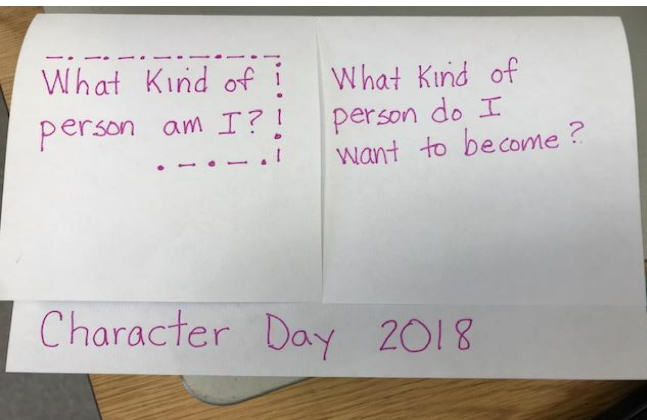 What Kind of
person am I?
What Kind of
person do I
want to become?
Character Day 2018